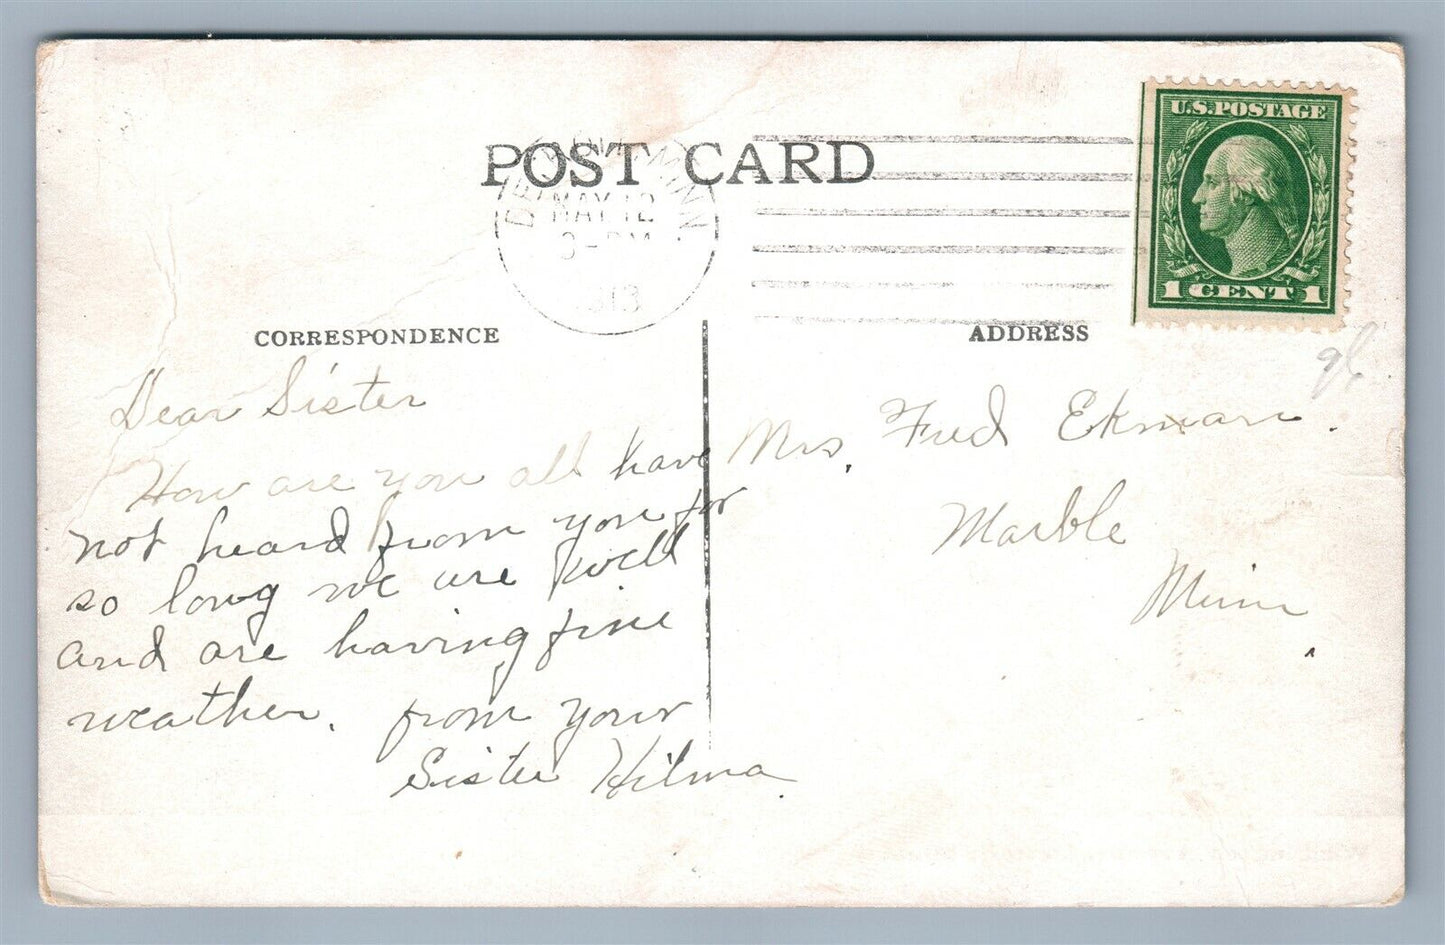 POST CARD
U.S. POSTAGE
1 CENT 1
MINN
MAY 12
PM
CORRESPONDENCE
ADDRESS
Dear Sister
How are you all have
not heard from you for
so long we are well
and are having fine
weather. from your
Sister Hilma.
Mrs. Fred Ekman.
Marble
Minn.